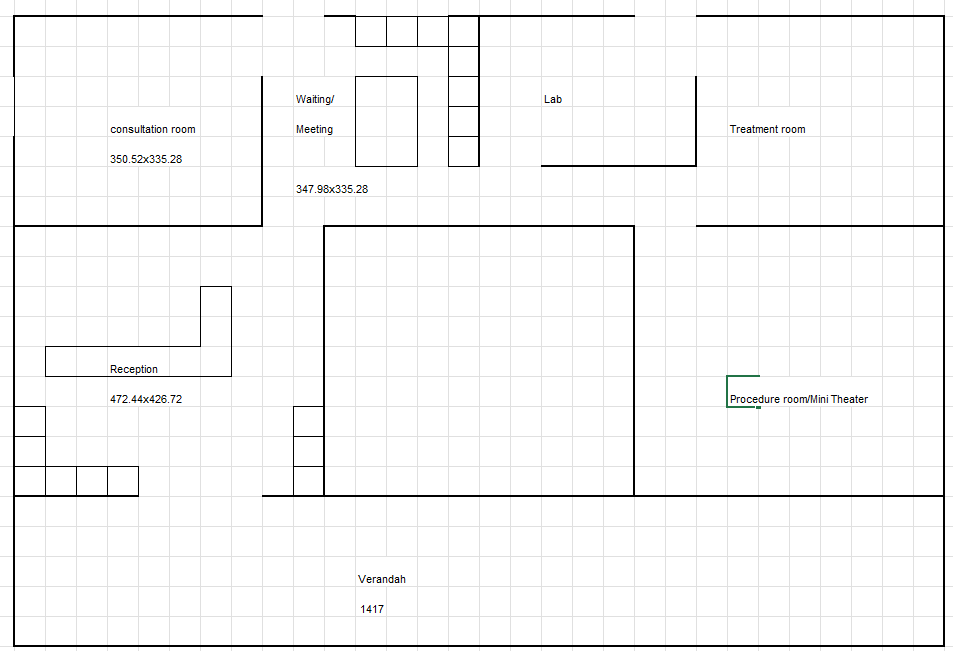 Waiting/
Lab
consultation room
Meeting
Treatment room
350.52x335.28
347.98x335.28
Reception
472.44x426.72
Procedure room/Mini Theater
Verandah
1417